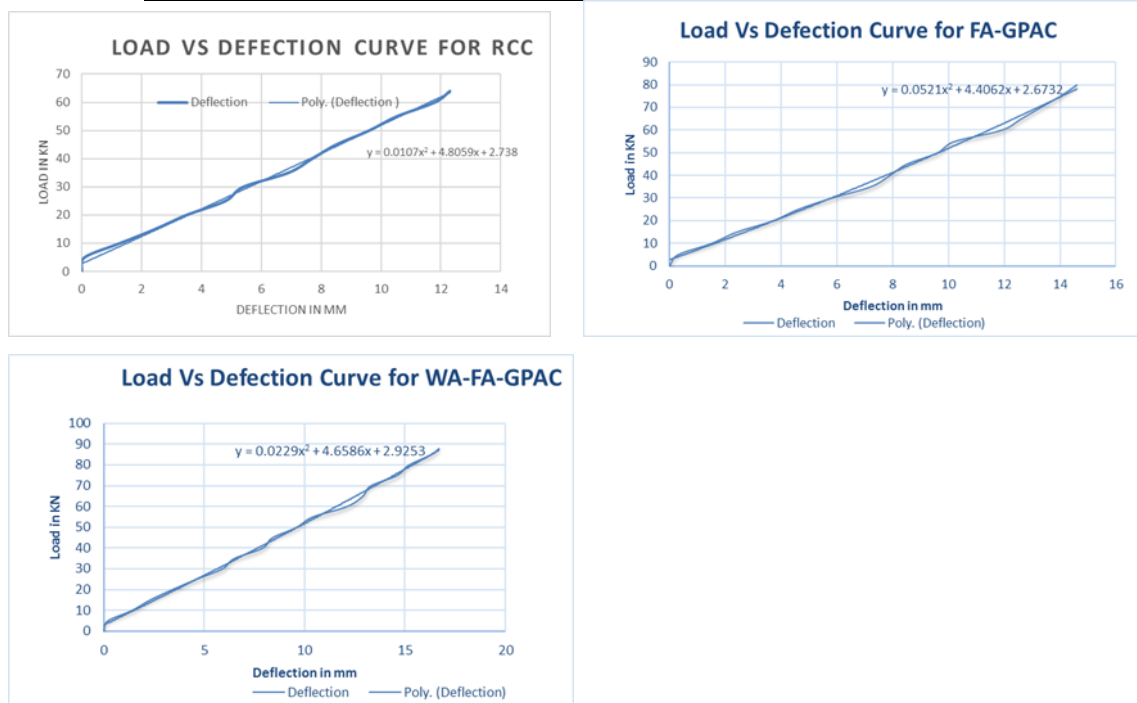 LOAD VS DEFECTION CURVE FOR RCC
70
60
50
40
30
20
10
0
LOAD IN KN
Deflection
Poly. (Deflection )
y = 0.0107x² + 4.8059x + 2.738
0 2 4 6 8 10 12 14
DEFLECTION IN MM
Load Vs Defection Curve for FA-GPAC
90
80
70
60
50
40
30
20
10
0
Load in KN
y = 0.0521x² + 4.4062x + 2.6732
0 2 4 6 8 10 12 14 16
Deflection in mm
Deflection
Poly. (Deflection)
Load Vs Defection Curve for WA-FA-GPAC
100
90
80
70
60
50
40
30
20
10
0
Load in KN
y = 0.0229x² + 4.6586x + 2.9253
0 5 10 15 20
Deflection in mm
Deflection
Poly. (Deflection)